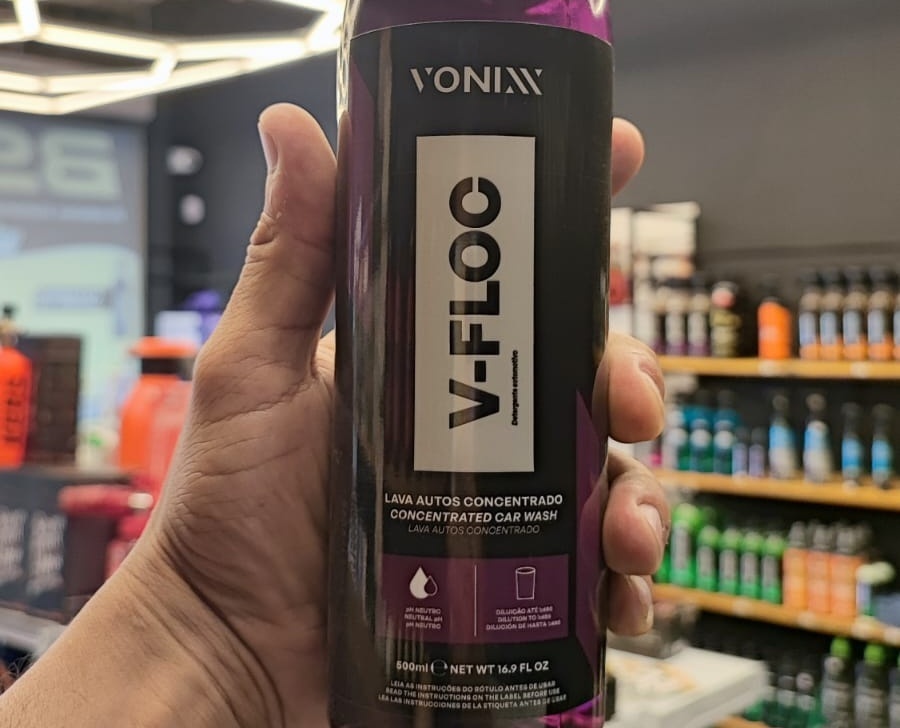 VONIXX
V-FLOC
Detergente automotivo
LAVA AUTOS CONCENTRADO
CONCENTRATED CAR WASH
LAVA AUTOS CONCENTRADO
pH NEUTRO
NEUTRAL pH
pH NEUTRO
DILUIÇÃO ATÉ 1:400
DILUTION TO 1:400
DILUCIÓN DE HASTA 1:400
500ml e NET WT 16.9 FL OZ
LEIA AS INSTRUÇÕES DO RÓTULO ANTES DE USAR
READ THE INSTRUCTIONS ON THE LABEL BEFORE USE
LEA LAS INSTRUCCIONES DE LA ETIQUETA ANTES DE USAR
26